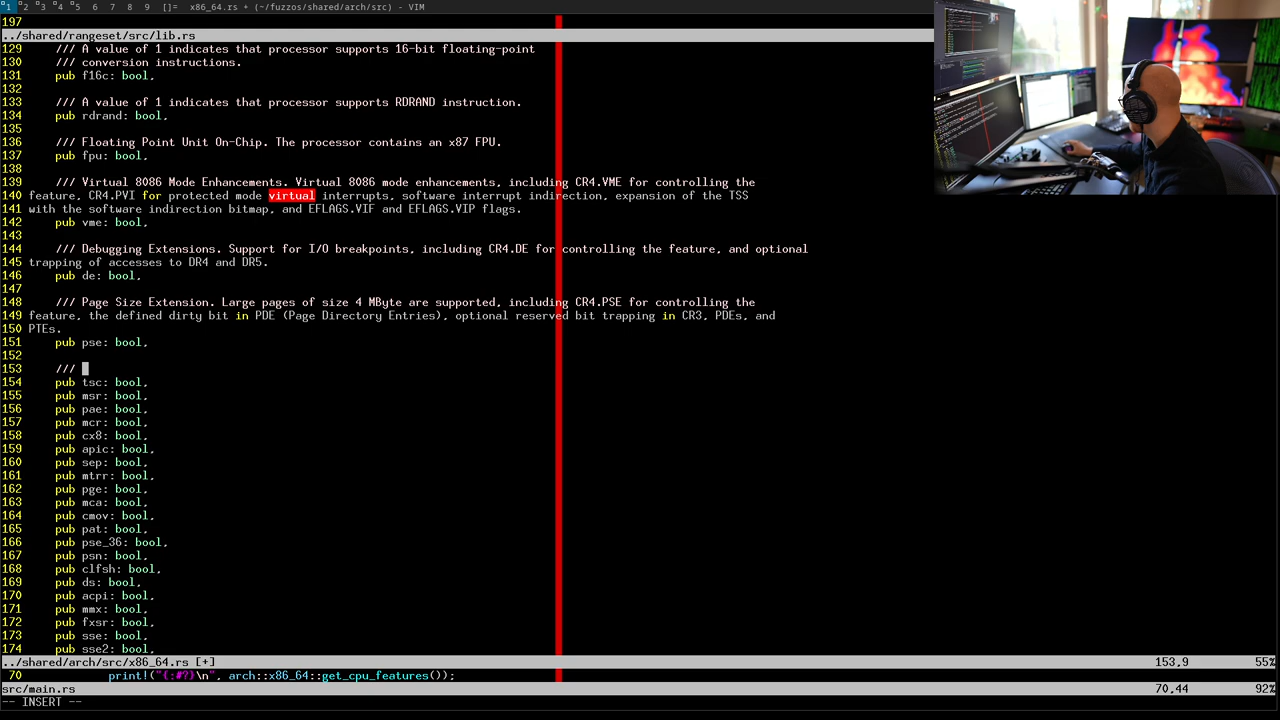 1 2 3 4 5 6 7 8 9 []= x86_64.rs + (~/fuzzos/shared/arch/src) - VIM
197
../shared/rangeset/src/lib.rs
129 /// A value of 1 indicates that processor supports 16-bit floating-point
130 /// conversion instructions.
131 pub f16c: bool,
132
133 /// A value of 1 indicates that processor supports RDRAND instruction.
134 pub rdrand: bool,
135
136 /// Floating Point Unit On-Chip. The processor contains an x87 FPU.
137 pub fpu: bool,
138
139 /// Virtual 8086 Mode Enhancements. Virtual 8086 mode enhancements, including CR4.VME for controlling the
140 feature, CR4.PVI for protected mode virtual interrupts, software interrupt indirection, expansion of the TSS
141 with the software indirection bitmap, and EFLAGS.VIF and EFLAGS.VIP flags.
142 pub vme: bool,
143
144 /// Debugging Extensions. Support for I/O breakpoints, including CR4.DE for controlling the feature, and optional
145 trapping of accesses to DR4 and DR5.
146 pub de: bool,
147
148 /// Page Size Extension. Large pages of size 4 MByte are supported, including CR4.PSE for controlling the
149 feature, the defined dirty bit in PDE (Page Directory Entries), optional reserved bit trapping in CR3, PDEs, and
150 PTEs.
151 pub pse: bool,
152
153 ///
154 pub tsc: bool,
155 pub msr: bool,
156 pub pae: bool,
157 pub mcr: bool,
158 pub cx8: bool,
159 pub apic: bool,
160 pub sep: bool,
161 pub mtrr: bool,
162 pub pge: bool,
163 pub mca: bool,
164 pub cmov: bool,
165 pub pat: bool,
166 pub pse_36: bool,
167 pub psn: bool,
168 pub clfsh: bool,
169 pub ds: bool,
170 pub acpi: bool,
171 pub mmx: bool,
172 pub fxsr: bool,
173 pub sse: bool,
174 pub sse2: bool,
../shared/arch/src/x86_64.rs [+] 153,9 55%
70 print!("{:#?}\n", arch::x86_64::get_cpu_features());
src/main.rs 70,44 92%
-- INSERT --